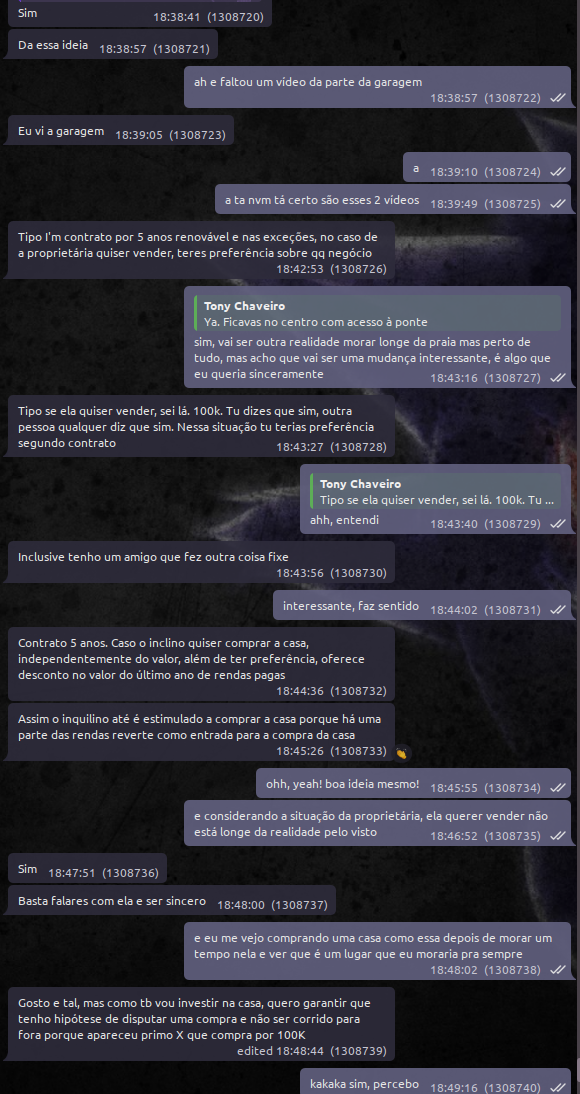 Sim 18:38:41 (1308720)
Da essa ideia 18:38:57 (1308721)
ah e faltou um vídeo da parte da garagem
18:38:57 (1308722)
Eu vi a garagem 18:39:05 (1308723)
a 18:39:10 (1308724)
a ta nvm tá certo são esses 2 vídeos 18:39:49 (1308725)
Tipo I'm contrato por 5 anos renovável e nas exceções, no caso de
a proprietária quiser vender, teres preferência sobre qq negócio
18:42:53 (1308726)
Tony Chaveiro
Ya. Ficavas no centro com acesso à ponte
sim, vai ser outra realidade morar longe da praia mas perto de
tudo, mas acho que vai ser uma mudança interessante, é algo que
eu queria sinceramente 18:43:16 (1308727)
Tipo se ela quiser vender, sei lá. 100k. Tu dizes que sim, outra
pessoa qualquer diz que sim. Nessa situação tu terias preferência
segundo contrato 18:43:27 (1308728)
Tony Chaveiro
Tipo se ela quiser vender, sei lá. 100k. Tu ...
ahh, entendi 18:43:40 (1308729)
Inclusive tenho um amigo que fez outra coisa fixe
18:43:56 (1308730)
interessante, faz sentido 18:44:02 (1308731)
Contrato 5 anos. Caso o inclino quiser comprar a casa,
independentemente do valor, além de ter preferência, oferece
desconto no valor do último ano de rendas pagas
18:44:36 (1308732)
Assim o inquilino até é estimulado a comprar a casa porque há uma
parte das rendas reverte como entrada para a compra da casa
18:45:26 (1308733)
ohh, yeah! boa ideia mesmo! 18:45:55 (1308734)
e considerando a situação da proprietária, ela querer vender não
está longe da realidade pelo visto 18:46:52 (1308735)
Sim 18:47:51 (1308736)
Basta falares com ela e ser sincero 18:48:00 (1308737)
e eu me vejo comprando uma casa como essa depois de morar um
tempo nela e ver que é um lugar que eu moraria pra sempre
18:48:02 (1308738)
Gosto e tal, mas como tb vou investir na casa, quero garantir que
tenho hipótese de disputar uma compra e não ser corrido para
fora porque apareceu primo X que compra por 100K
edited 18:48:44 (1308739)
kakaka sim, percebo 18:49:16 (1308740)